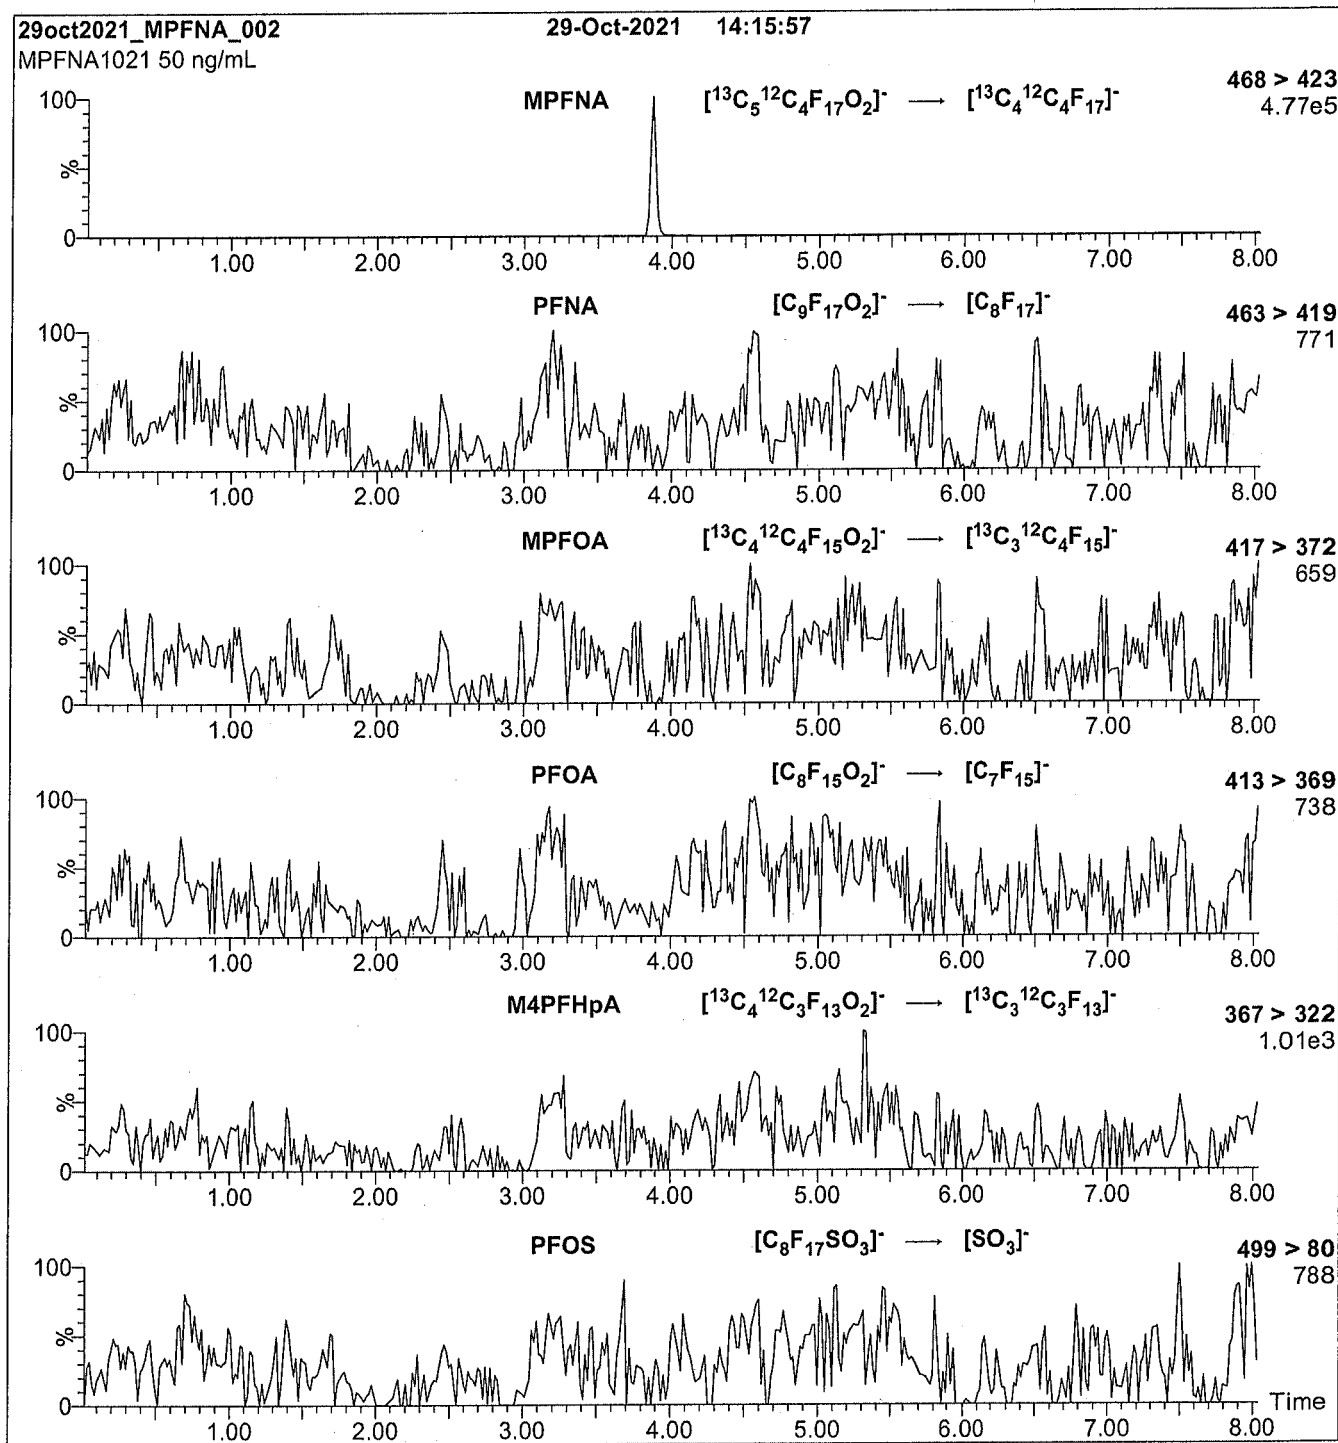 29oct2021_MPFNA_002 29-Oct-2021 14:15:57
MPFNA1021 50 ng/mL
MPFNA [¹³C₅¹²C₄F₁₇O₂]⁻ → [¹³C₄¹²C₄F₁₇]⁻ 468 > 423
4.77e5
100
%
0
1.00 2.00 3.00 4.00 5.00 6.00 7.00 8.00
PFNA [C₉F₁₇O₂]⁻ → [C₈F₁₇]⁻ 463 > 419
771
100
%
0
1.00 2.00 3.00 4.00 5.00 6.00 7.00 8.00
MPFOA [¹³C₄¹²C₄F₁₅O₂]⁻ → [¹³C₃¹²C₄F₁₅]⁻ 417 > 372
659
100
%
0
1.00 2.00 3.00 4.00 5.00 6.00 7.00 8.00
PFOA [C₈F₁₅O₂]⁻ → [C₇F₁₅]⁻ 413 > 369
738
100
%
0
1.00 2.00 3.00 4.00 5.00 6.00 7.00 8.00
M4PFHpA [¹³C₄¹²C₃F₁₃O₂]⁻ → [¹³C₃¹²C₃F₁₃]⁻ 367 > 322
1.01e3
100
%
0
1.00 2.00 3.00 4.00 5.00 6.00 7.00 8.00
PFOS [C₈F₁₇SO₃]⁻ → [SO₃]⁻ 499 > 80
788
100
%
0
Time
1.00 2.00 3.00 4.00 5.00 6.00 7.00 8.00